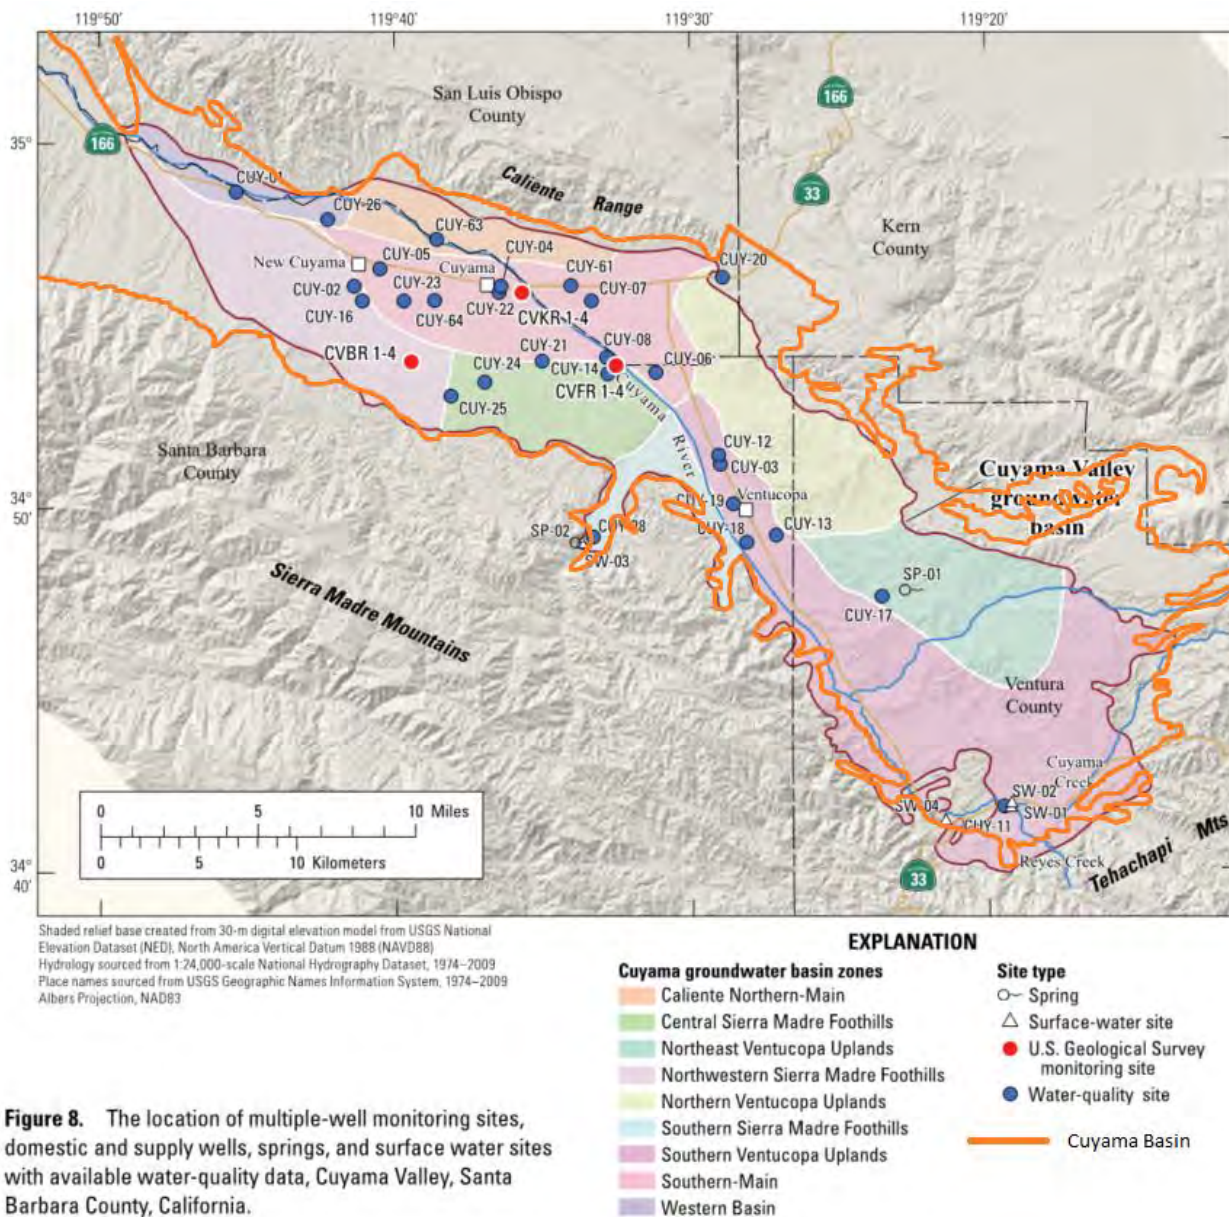 119°50'
119°40'
119°30'
119°20'
166
San Luis Obispo
County
35°
166
Caliente Range
33
CUY-01
Kern
County
CUY-26
CUY-63
CUY-04
CUY-20
New Cuyama
CUY-05
Cuyama
CUY-61
CUY-02
CUY-23
CUY-07
CUY-16
CUY-64
CUY-22
CVKR 1-4
CUY-21
CUY-08
CVBR 1-4
CUY-24
CUY-14
CUY-06
CVFR 1-4
CUY-25
Cuyama
River
Santa Barbara
County
CUY-12
CUY-03
Cuyama Valley
groundwater
basin
34°
50'
CUY-19
Ventucopa
SP-02
CUY-28
CUY-18
CUY-13
SW-03
Sierra Madre Mountains
SP-01
CUY-17
Ventura
County
Cuyama
Creek
SW-02
SW-04
SW-01
CUY-11
Reyes Creek
Tehachapi Mts
33
34°
40'
0 5 10 Miles
0 5 10 Kilometers
Shaded relief base created from 30-m digital elevation model from USGS National
Elevation Dataset (NED), North America Vertical Datum 1988 (NAVD88)
Hydrology sourced from 1:24,000-scale National Hydrography Dataset, 1974–2009
Place names sourced from USGS Geographic Names Information System, 1974–2009
Albers Projection, NAD83
EXPLANATION
Cuyama groundwater basin zones
Caliente Northern-Main
Central Sierra Madre Foothills
Northeast Ventucopa Uplands
Northwestern Sierra Madre Foothills
Northern Ventucopa Uplands
Southern Sierra Madre Foothills
Southern Ventucopa Uplands
Southern-Main
Western Basin
Site type
Spring
Surface-water site
U.S. Geological Survey
monitoring site
Water-quality site
Cuyama Basin
Figure 8. The location of multiple-well monitoring sites,
domestic and supply wells, springs, and surface water sites
with available water-quality data, Cuyama Valley, Santa
Barbara County, California.